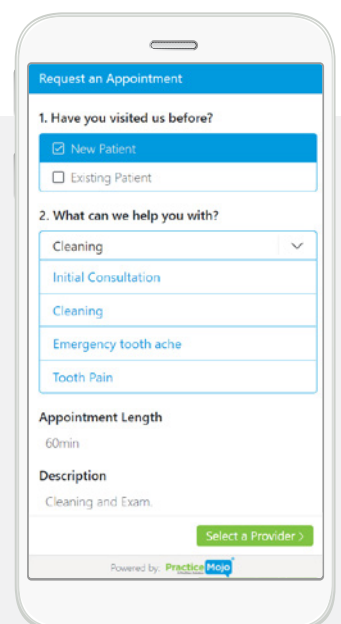 Request an Appointment
1. Have you visited us before?
New Patient
Existing Patient
2. What can we help you with?
Cleaning
Initial Consultation
Cleaning
Emergency tooth ache
Tooth Pain
Appointment Length
60min
Description
Cleaning and Exam.
Select a Provider >
Powered by: Practice Mojo